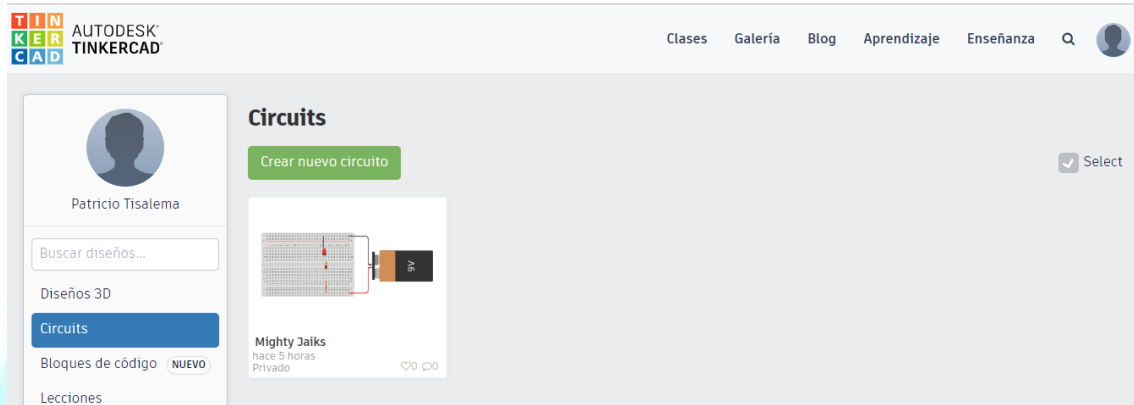 TIN
KER
CAD
AUTODESK®
TINKERCAD®
Clases Galería Blog Aprendizaje Enseñanza
Patricio Tisalema
Buscar diseños...
Diseños 3D
Circuits
Bloques de código NUEVO
Lecciones
Circuits
Crear nuevo circuito
Select
9V
Mighty Jaiks
hace 5 horas
Privado
0 0